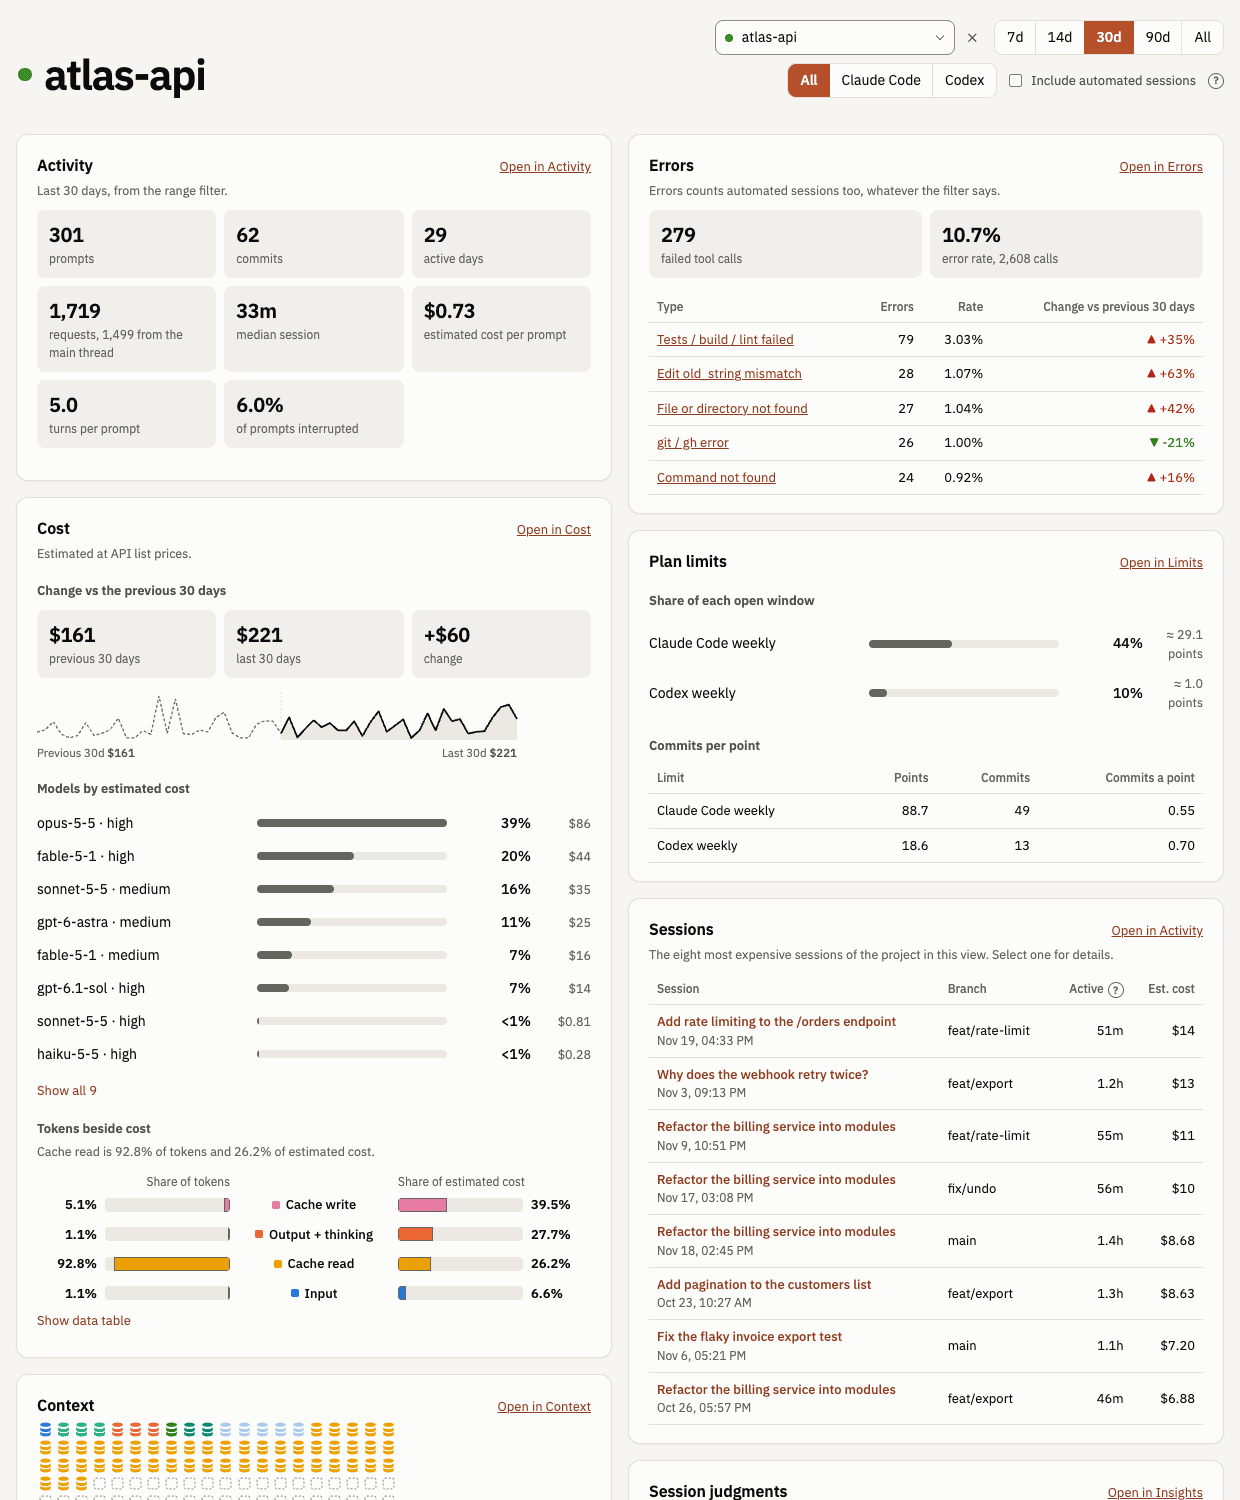 atlas-api
atlas-api
7d 14d 30d 90d All
All Claude Code Codex
Include automated sessions ?
Activity
Open in Activity
Last 30 days, from the range filter.
301
prompts
62
commits
29
active days
1,719
requests, 1,499 from the
main thread
33m
median session
$0.73
estimated cost per prompt
5.0
turns per prompt
6.0%
of prompts interrupted
Cost
Open in Cost
Estimated at API list prices.
Change vs the previous 30 days
$161
previous 30 days
$221
last 30 days
+$60
change
Previous 30d $161
Last 30d $221
Models by estimated cost
opus-5-5 · high 39% $86
fable-5-1 · high 20% $44
sonnet-5-5 · medium 16% $35
gpt-6-astra · medium 11% $25
fable-5-1 · medium 7% $16
gpt-6.1-sol · high 7% $14
sonnet-5-5 · high <1% $0.81
haiku-5-5 · high <1% $0.28
Show all 9
Tokens beside cost
Cache read is 92.8% of tokens and 26.2% of estimated cost.
Share of tokens Share of estimated cost
5.1% Cache write 39.5%
1.1% Output + thinking 27.7%
92.8% Cache read 26.2%
1.1% Input 6.6%
Show data table
Context
Open in Context
Errors
Open in Errors
Errors counts automated sessions too, whatever the filter says.
279
failed tool calls
10.7%
error rate, 2,608 calls
Type Errors Rate Change vs previous 30 days
Tests / build / lint failed 79 3.03% ▲ +35%
Edit old_string mismatch 28 1.07% ▲ +63%
File or directory not found 27 1.04% ▲ +42%
git / gh error 26 1.00% ▼ -21%
Command not found 24 0.92% ▲ +16%
Plan limits
Open in Limits
Share of each open window
Claude Code weekly 44% ≈ 29.1
points
Codex weekly 10% ≈ 1.0
points
Commits per point
Limit Points Commits Commits a point
Claude Code weekly 88.7 49 0.55
Codex weekly 18.6 13 0.70
Sessions
Open in Activity
The eight most expensive sessions of the project in this view. Select one for details.
Session Branch Active ? Est. cost
Add rate limiting to the /orders endpoint
Nov 19, 04:33 PM
feat/rate-limit 51m $14
Why does the webhook retry twice?
Nov 3, 09:13 PM
feat/export 1.2h $13
Refactor the billing service into modules
Nov 9, 10:51 PM
feat/rate-limit 55m $11
Refactor the billing service into modules
Nov 17, 03:08 PM
fix/undo 56m $10
Refactor the billing service into modules
Nov 18, 02:45 PM
main 1.4h $8.68
Add pagination to the customers list
Oct 23, 10:27 AM
feat/export 1.3h $8.63
Fix the flaky invoice export test
Nov 6, 05:21 PM
main 1.1h $7.20
Refactor the billing service into modules
Oct 26, 05:57 PM
feat/export 46m $6.88
Session judgments
Open in Insights